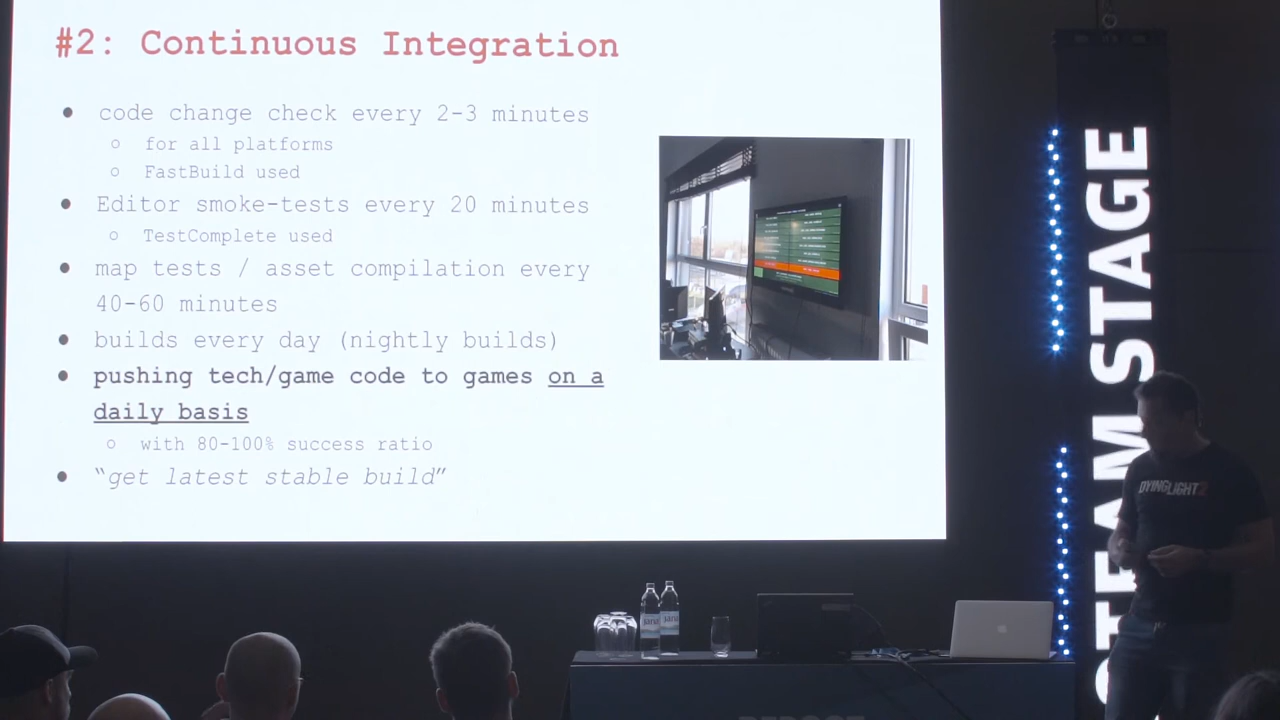 #2: Continuous Integration
● code change check every 2-3 minutes
○ for all platforms
○ FastBuild used
● Editor smoke-tests every 20 minutes
○ TestComplete used
● map tests / asset compilation every
40-60 minutes
● builds every day (nightly builds)
● pushing tech/game code to games on a
daily basis
○ with 80-100% success ratio
● “get latest stable build”
STEAM STAGE
DYING LIGHT 2
jana
jana
REBOOT